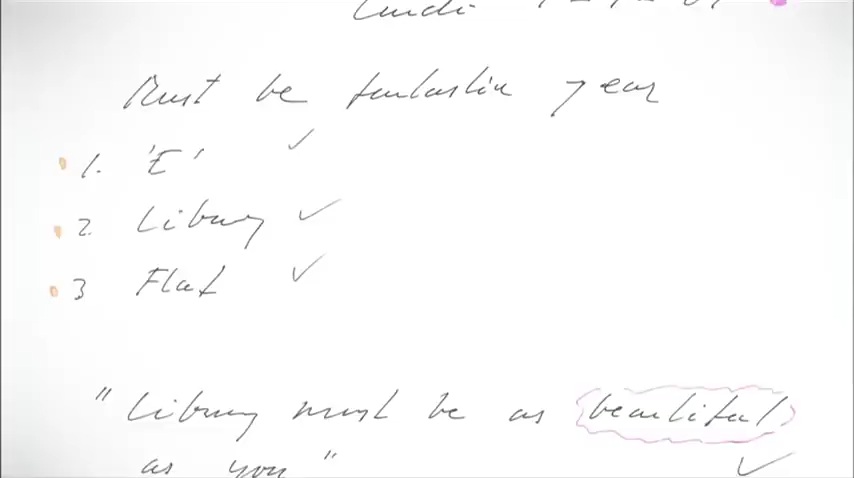 Must be fantastic year
1. 'E' ✓
2 Library ✓
3 Flat ✓
"Library must be as beautiful
as you" ✓